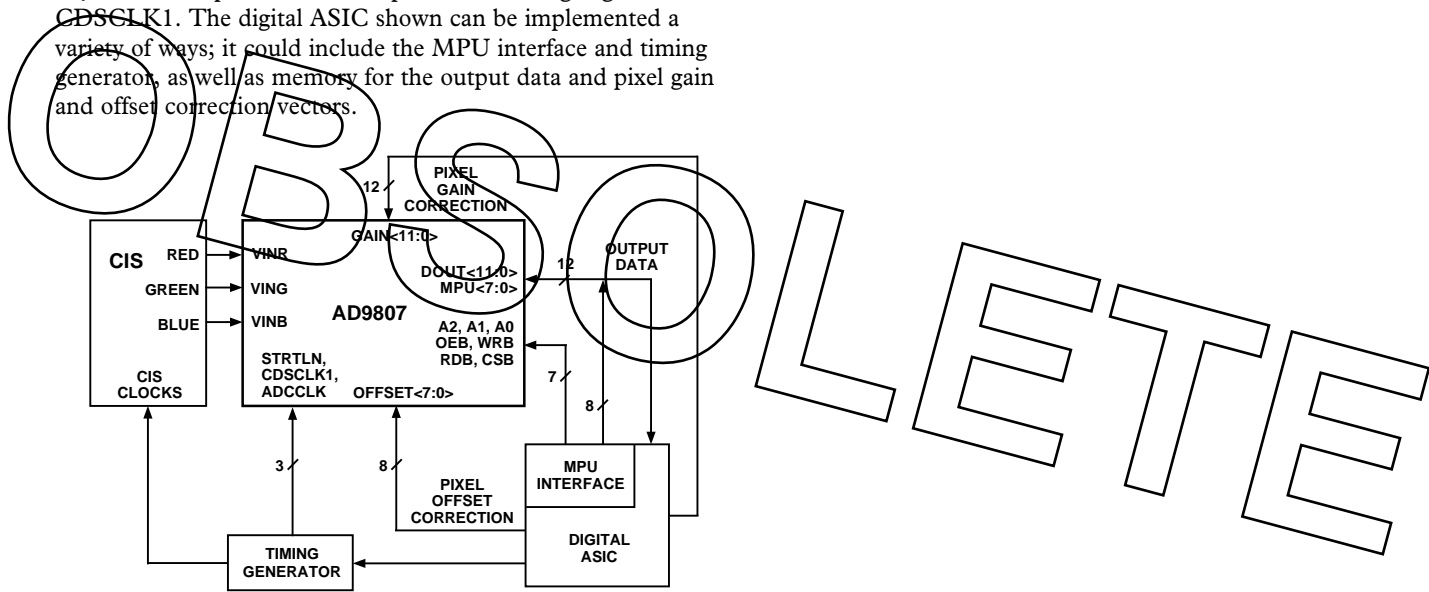 CDSCLK1. The digital ASIC shown can be implemented a
variety of ways; it could include the MPU interface and timing
generator, as well as memory for the output data and pixel gain
and offset correction vectors.
OBSOLETE
12
PIXEL
GAIN
CORRECTION
CIS
RED
GREEN
BLUE
CIS
CLOCKS
VINR
VING
VINB
GAIN<11:0>
AD9807
DOUT<11:0>
MPU<7:0>
A2, A1, A0
OEB, WRB
RDB, CSB
STRTLN,
CDSCLK1,
ADCCLK
OFFSET<7:0>
12
OUTPUT
DATA
7
8
3
8
PIXEL
OFFSET
CORRECTION
MPU
INTERFACE
DIGITAL
ASIC
TIMING
GENERATOR